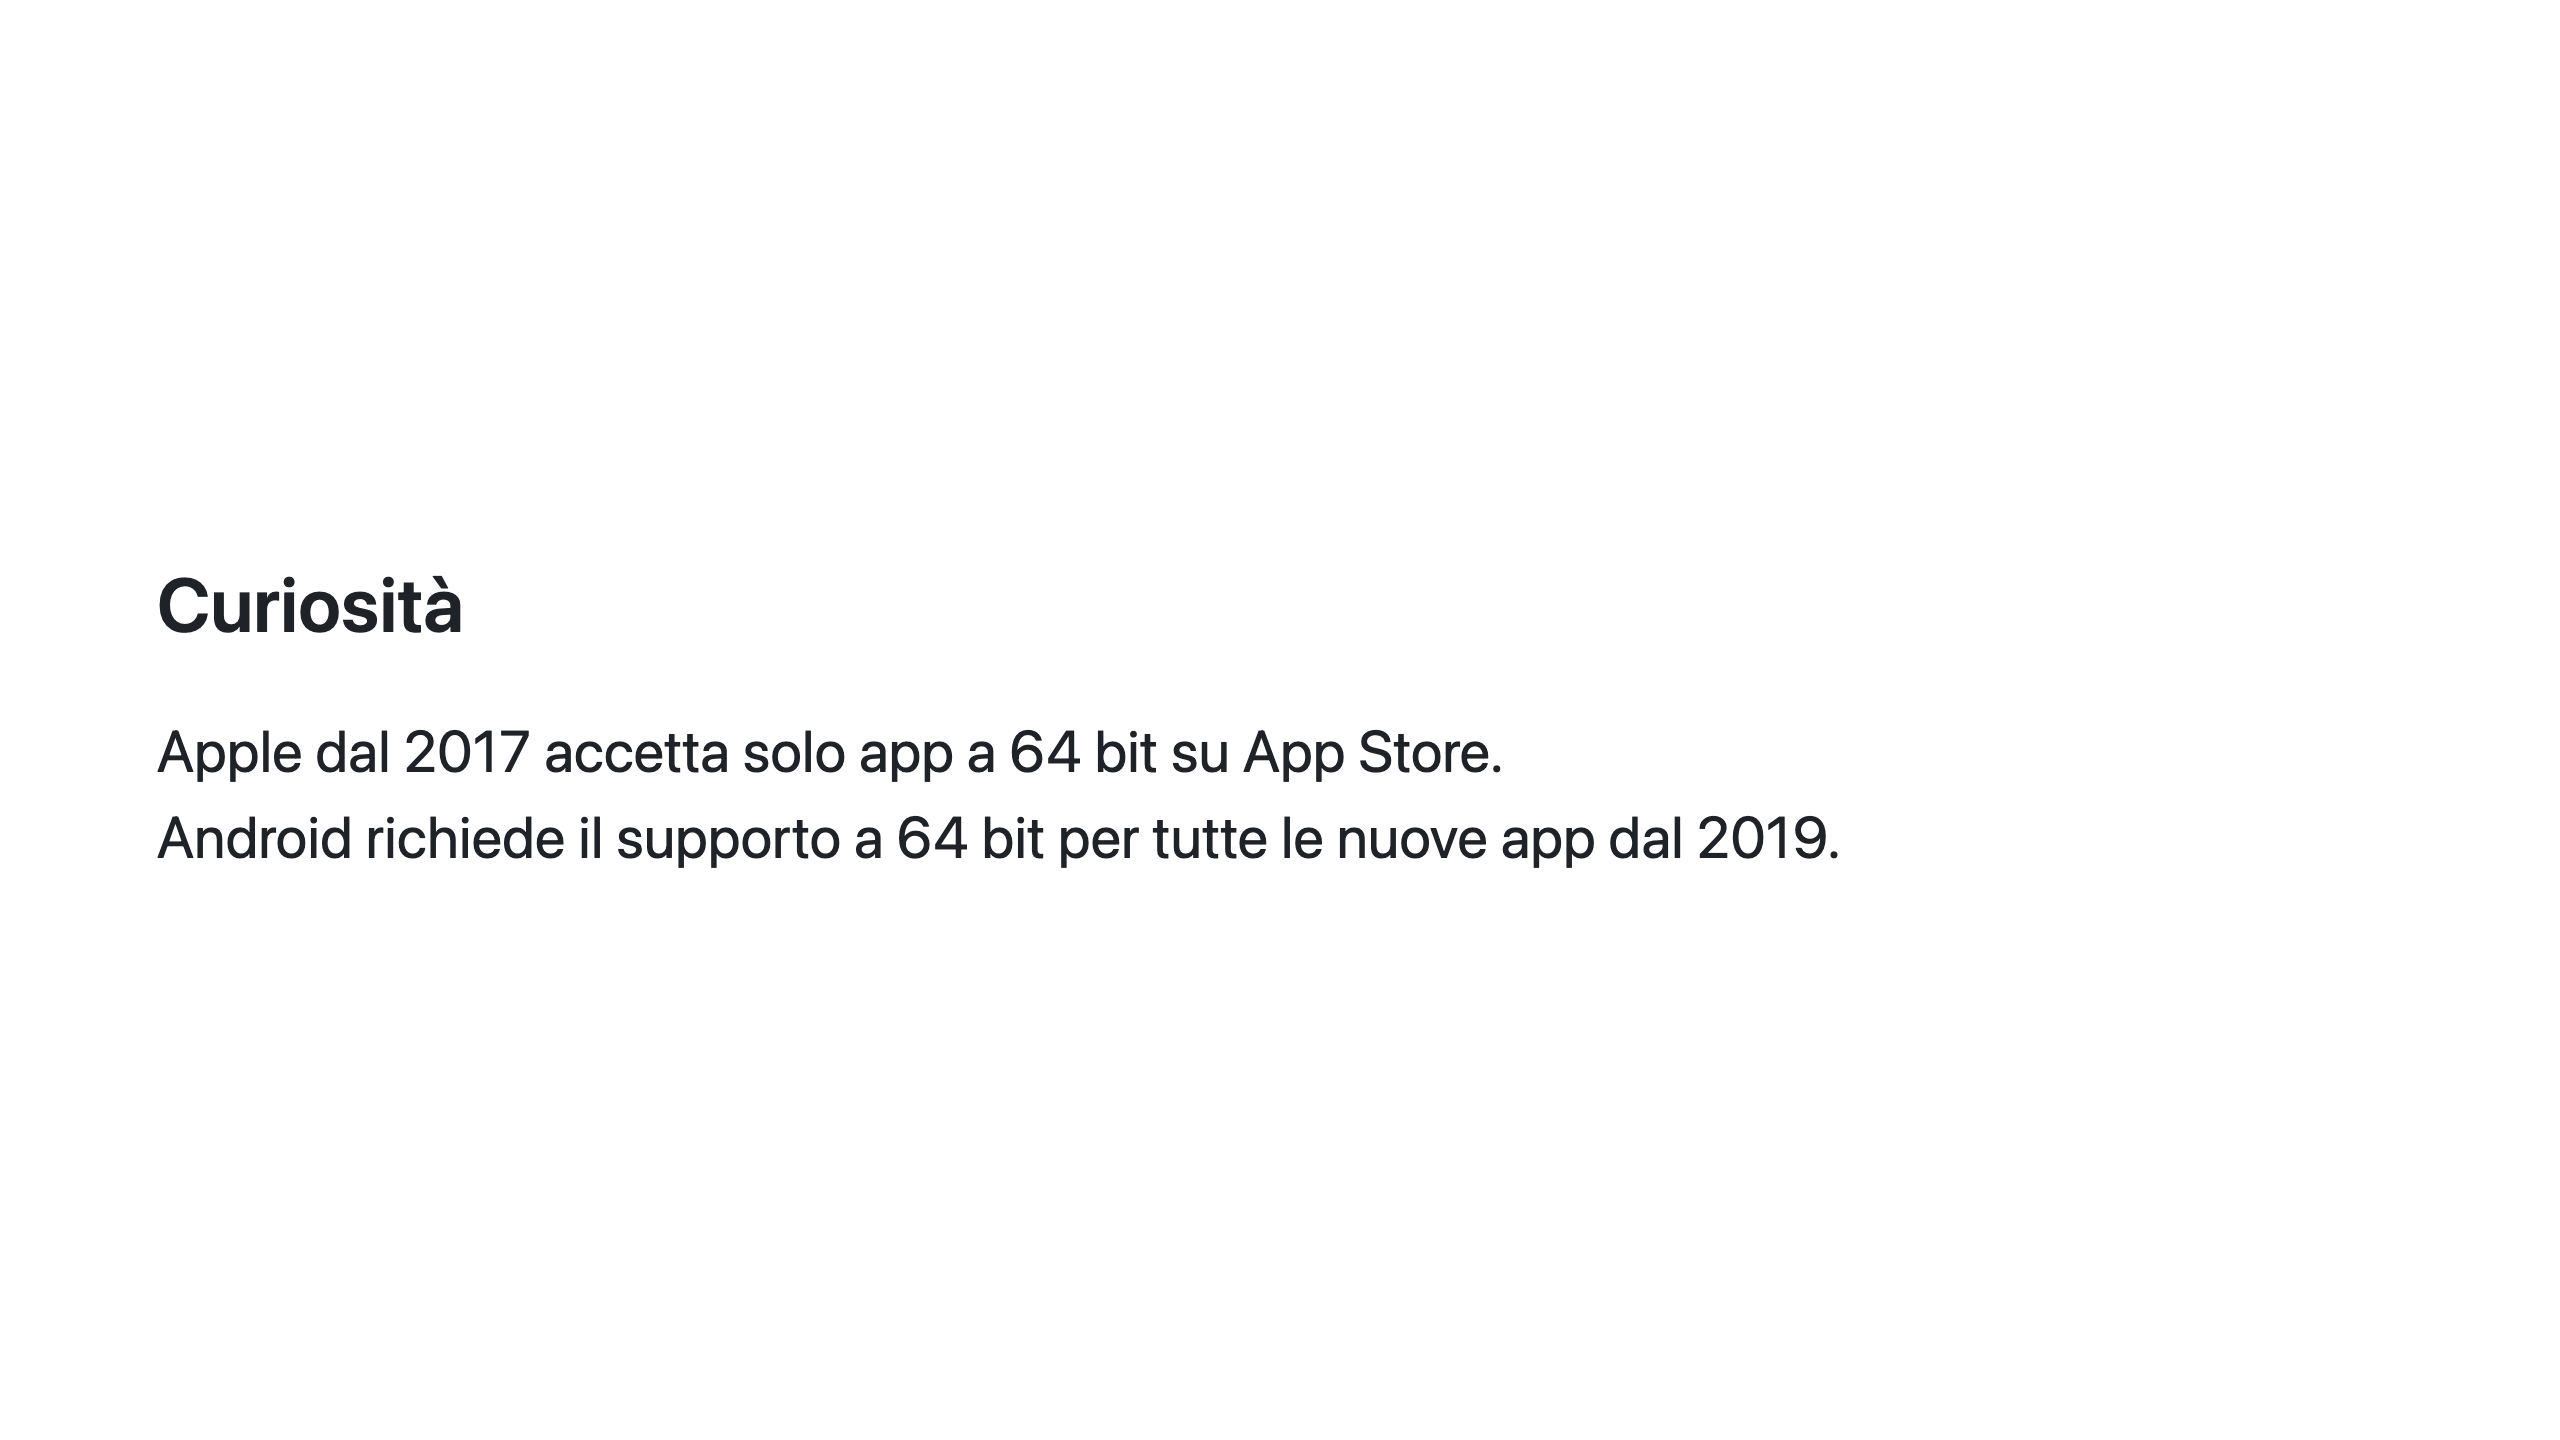 Curiosità
Apple dal 2017 accetta solo app a 64 bit su App Store.
Android richiede il supporto a 64 bit per tutte le nuove app dal 2019.